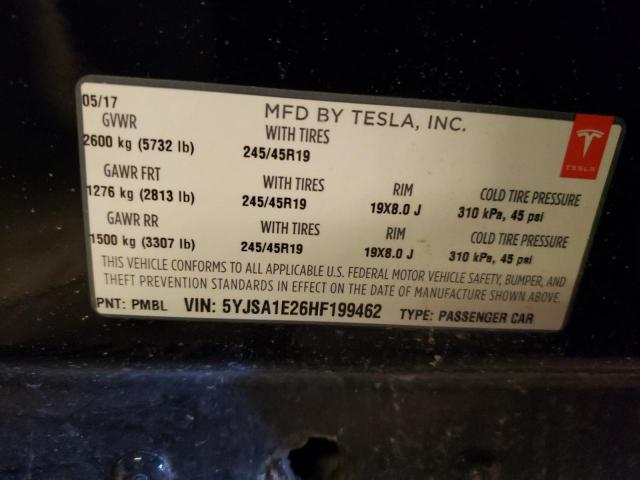 05/17
MFD BY TESLA, INC.
GVWR WITH TIRES
2600 kg (5732 lb) 245/45R19
TESLA
GAWR FRT WITH TIRES RIM COLD TIRE PRESSURE
1276 kg (2813 lb) 245/45R19 19X8.0 J 310 kPa, 45 psi
GAWR RR WITH TIRES RIM COLD TIRE PRESSURE
1500 kg (3307 lb) 245/45R19 19X8.0 J 310 kPa, 45 psi
THIS VEHICLE CONFORMS TO ALL APPLICABLE U.S. FEDERAL MOTOR VEHICLE SAFETY, BUMPER, AND
THEFT PREVENTION STANDARDS IN EFFECT ON THE DATE OF MANUFACTURE SHOWN ABOVE.
PNT: PMBL VIN: 5YJSA1E26HF199462 TYPE: PASSENGER CAR